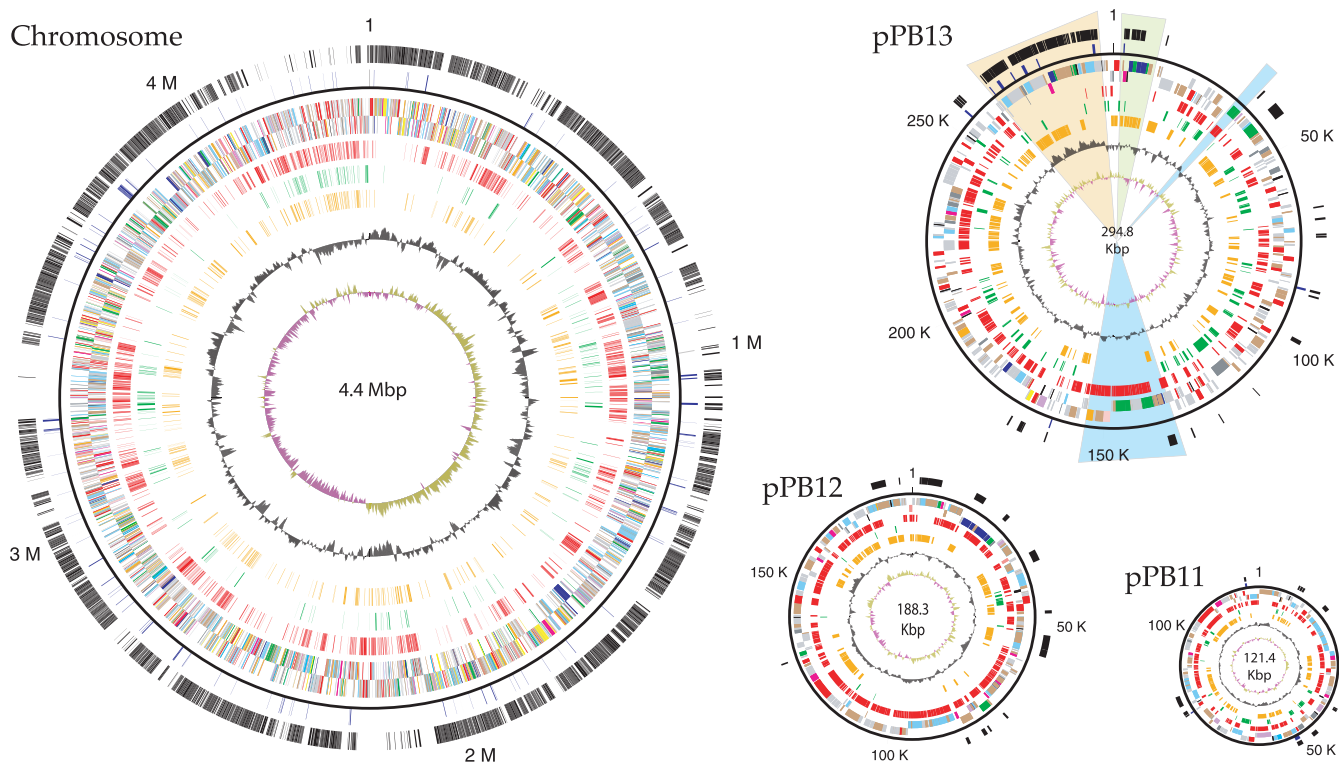 Chromosome
1
4 M
1 M
3 M
2 M
4.4 Mbp
pPB13
1
250 K
50 K
200 K
100 K
150 K
294.8
Kbp
pPB12
1
150 K
50 K
100 K
188.3
Kbp
pPB11
1
100 K
50 K
121.4
Kbp